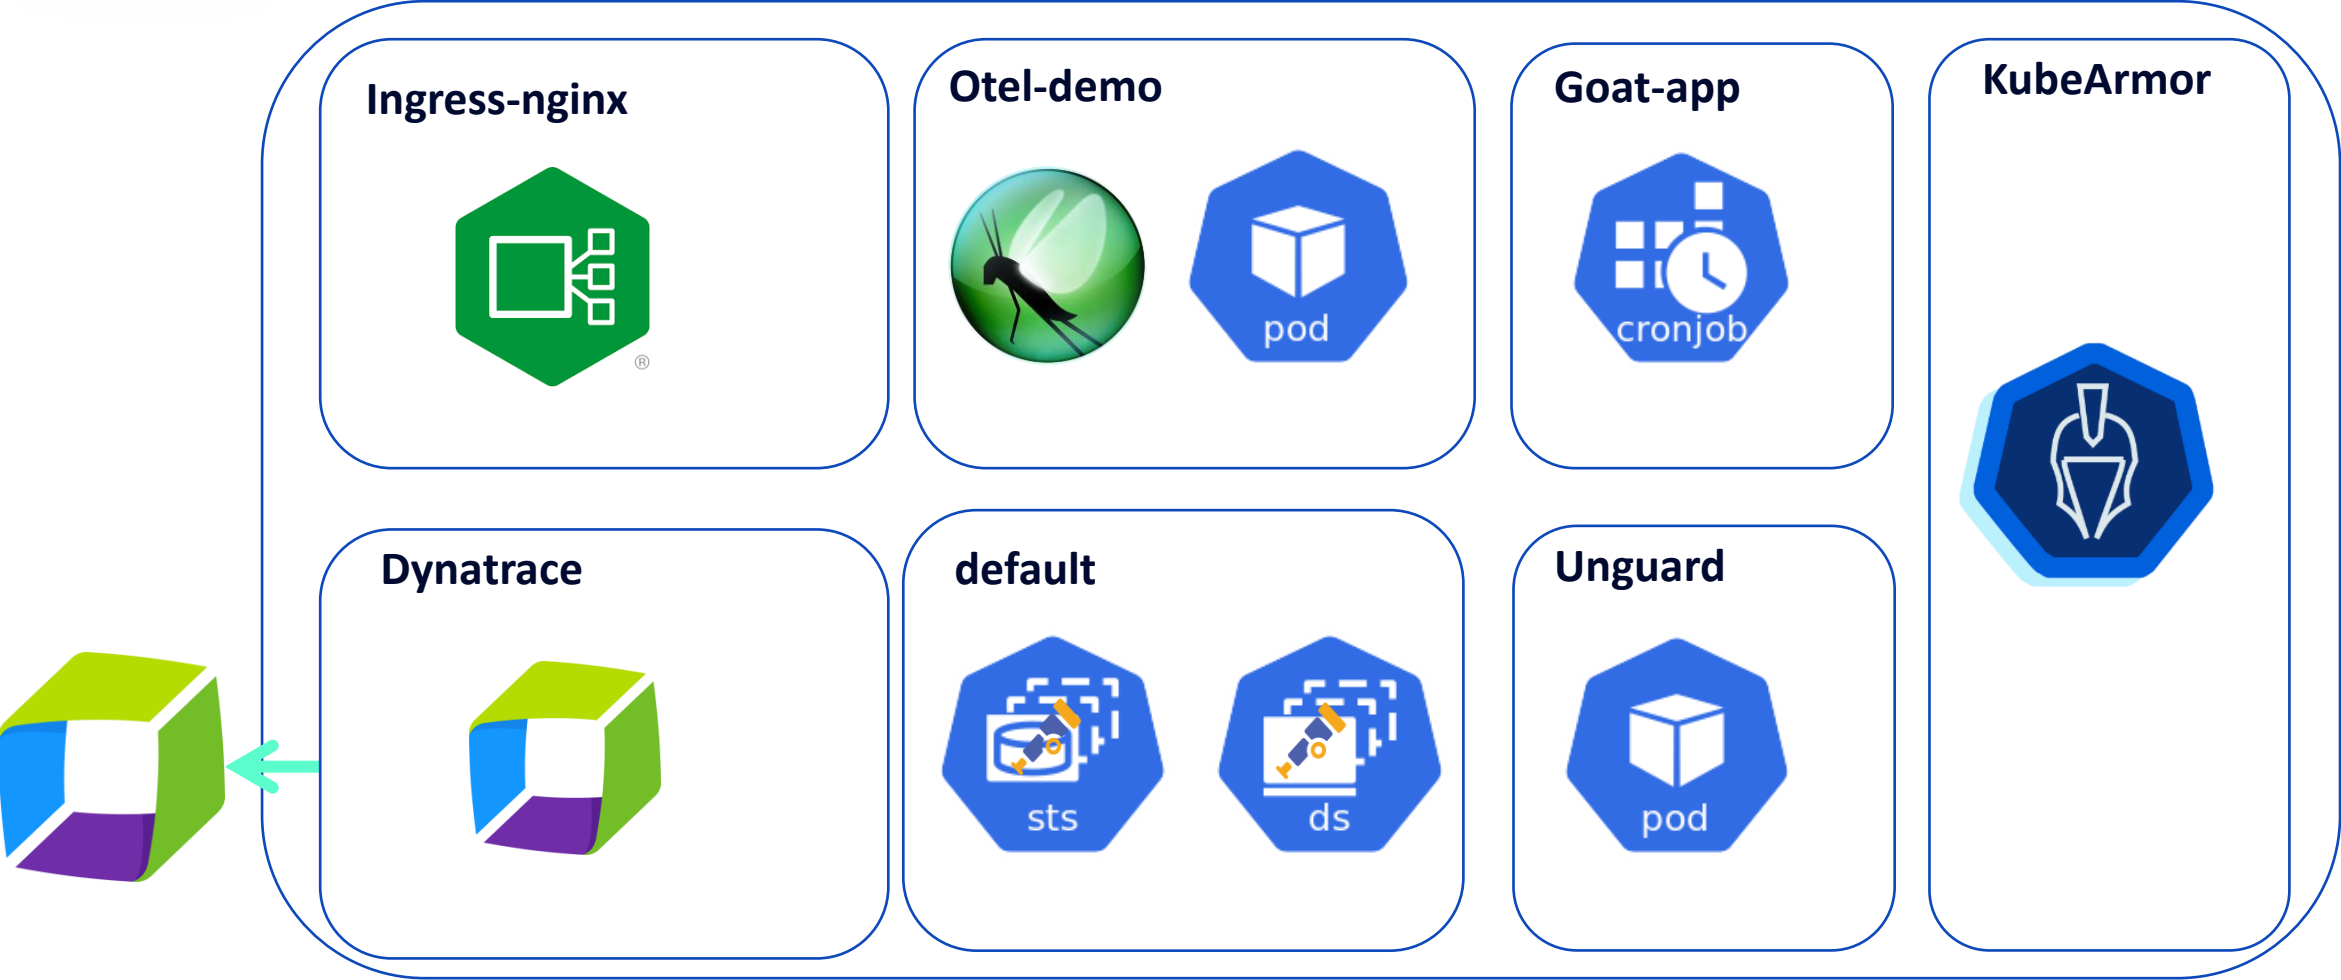 Ingress-nginx
Otel-demo
Goat-app
KubeArmor
pod
cronjob
®
Dynatrace
default
Unguard
sts
ds
pod